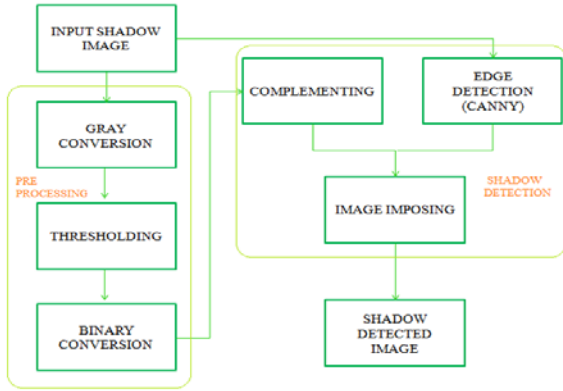 INPUT SHADOW
IMAGE
GRAY
CONVERSION
PRE
PROCESSING
THRESHOLDING
BINARY
CONVERSION
COMPLEMENTING
EDGE
DETECTION
(CANNY)
SHADOW
DETECTION
IMAGE IMPOSING
SHADOW
DETECTED
IMAGE